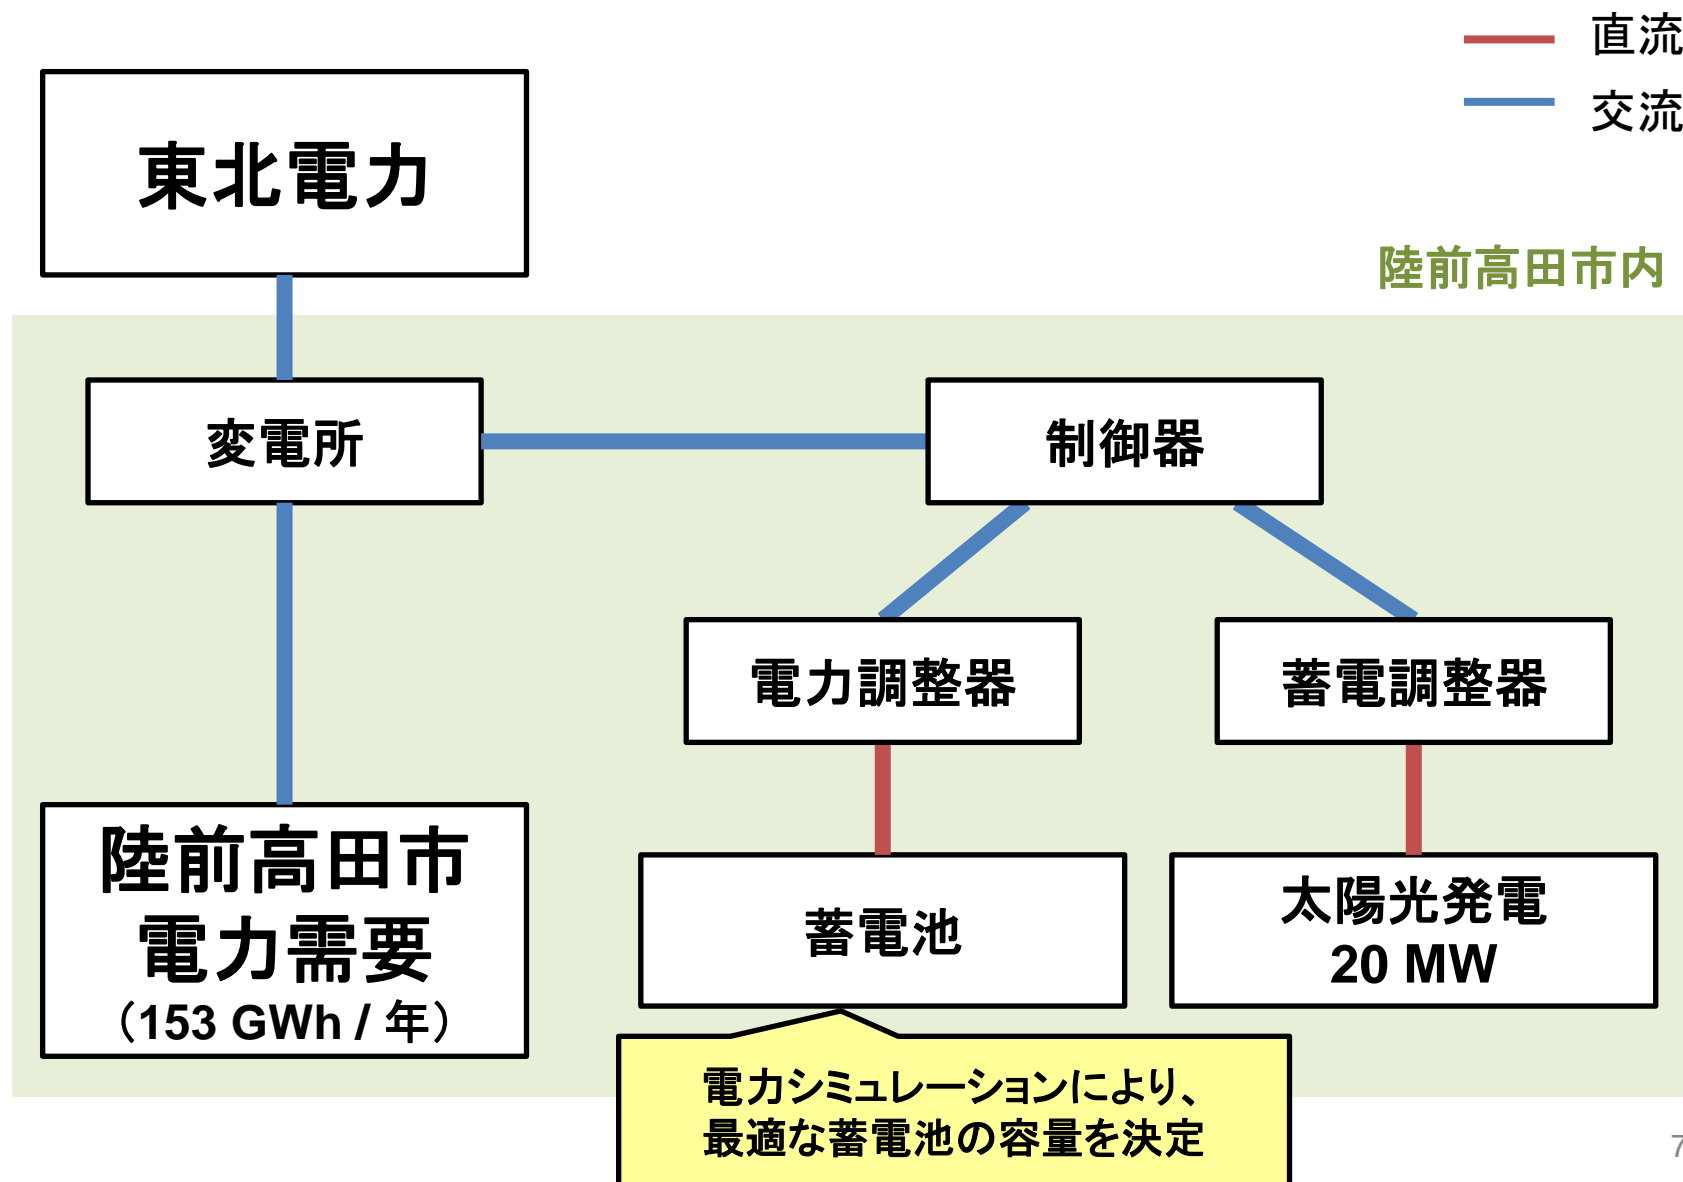 直流
交流
東北電力
陸前高田市内
変電所
制御器
電力調整器
蓄電調整器
陸前高田市
電力需要
（153 GWh / 年）
蓄電池
太陽光発電
20 MW
電力シミュレーションにより、
最適な蓄電池の容量を決定
7